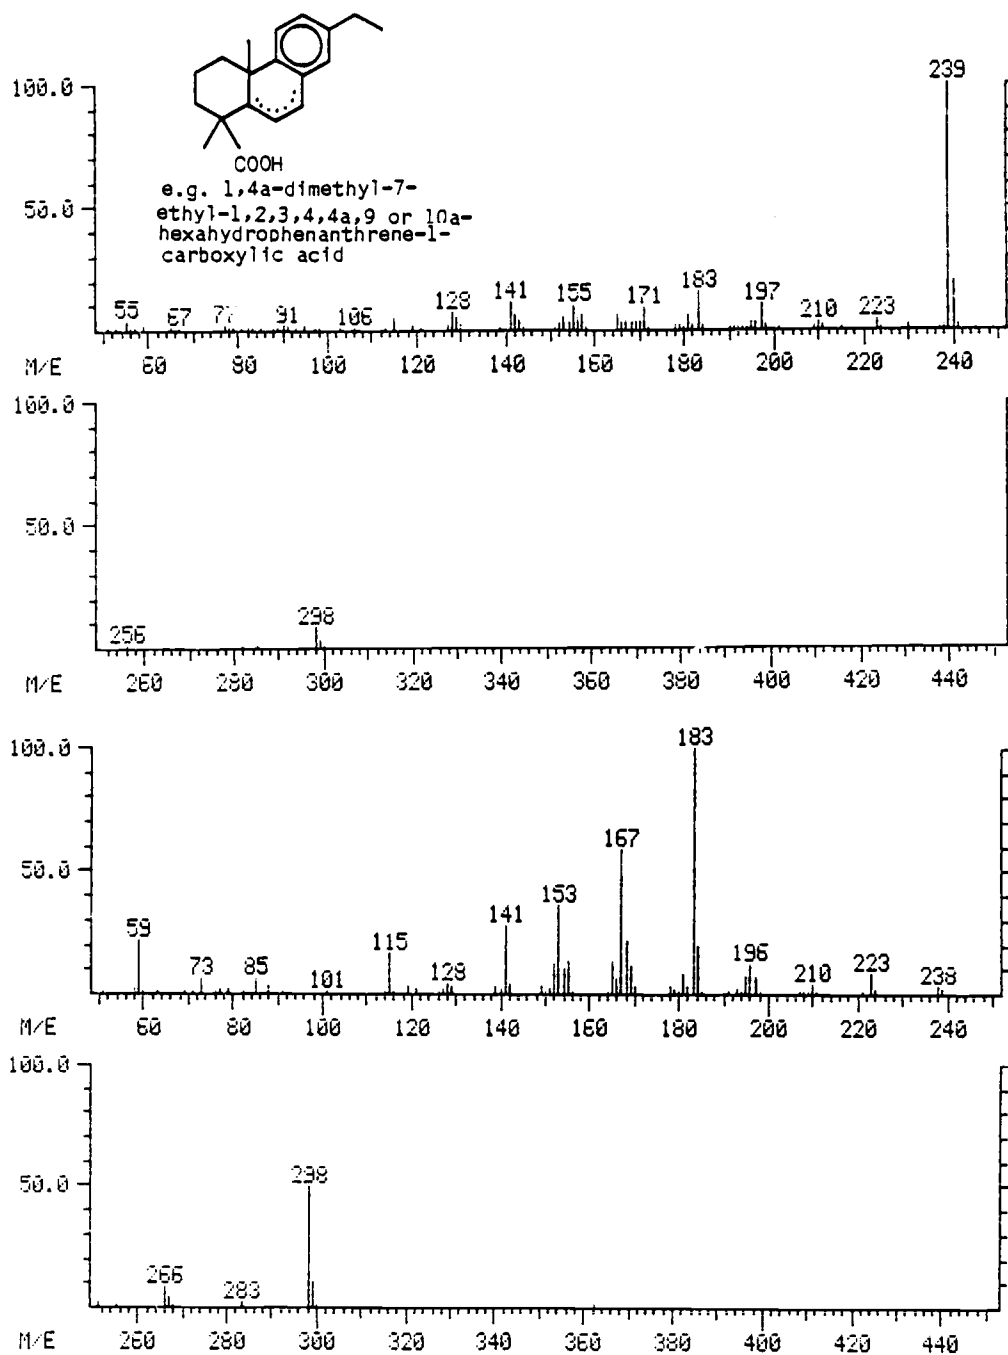 COOH
e.g. 1,4a-dimethyl-7-
ethyl-1,2,3,4,4a,9 or 10a-
hexahydrophenanthrene-1-
carboxylic acid
100.0
50.0
55 67 77 91 106 128 141 155 171 183 197 210 223 239
M/E 60 80 100 120 140 160 180 200 220 240
100.0
50.0
256 298
M/E 260 280 300 320 340 360 380 400 420 440
100.0
50.0
59 73 85 101 115 128 141 153 167 183 196 210 223 238
M/E 60 80 100 120 140 160 180 200 220 240
100.0
50.0
266 283 298
M/E 260 280 300 320 340 360 380 400 420 440